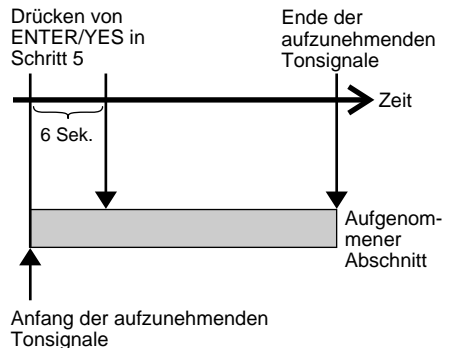 Drücken von
ENTER/YES in
Schritt 5
Ende der
aufzunehmenden
Tonsignale
Zeit
6 Sek.
Aufgenom-
mener
Abschnitt
Anfang der aufzunehmenden
Tonsignale